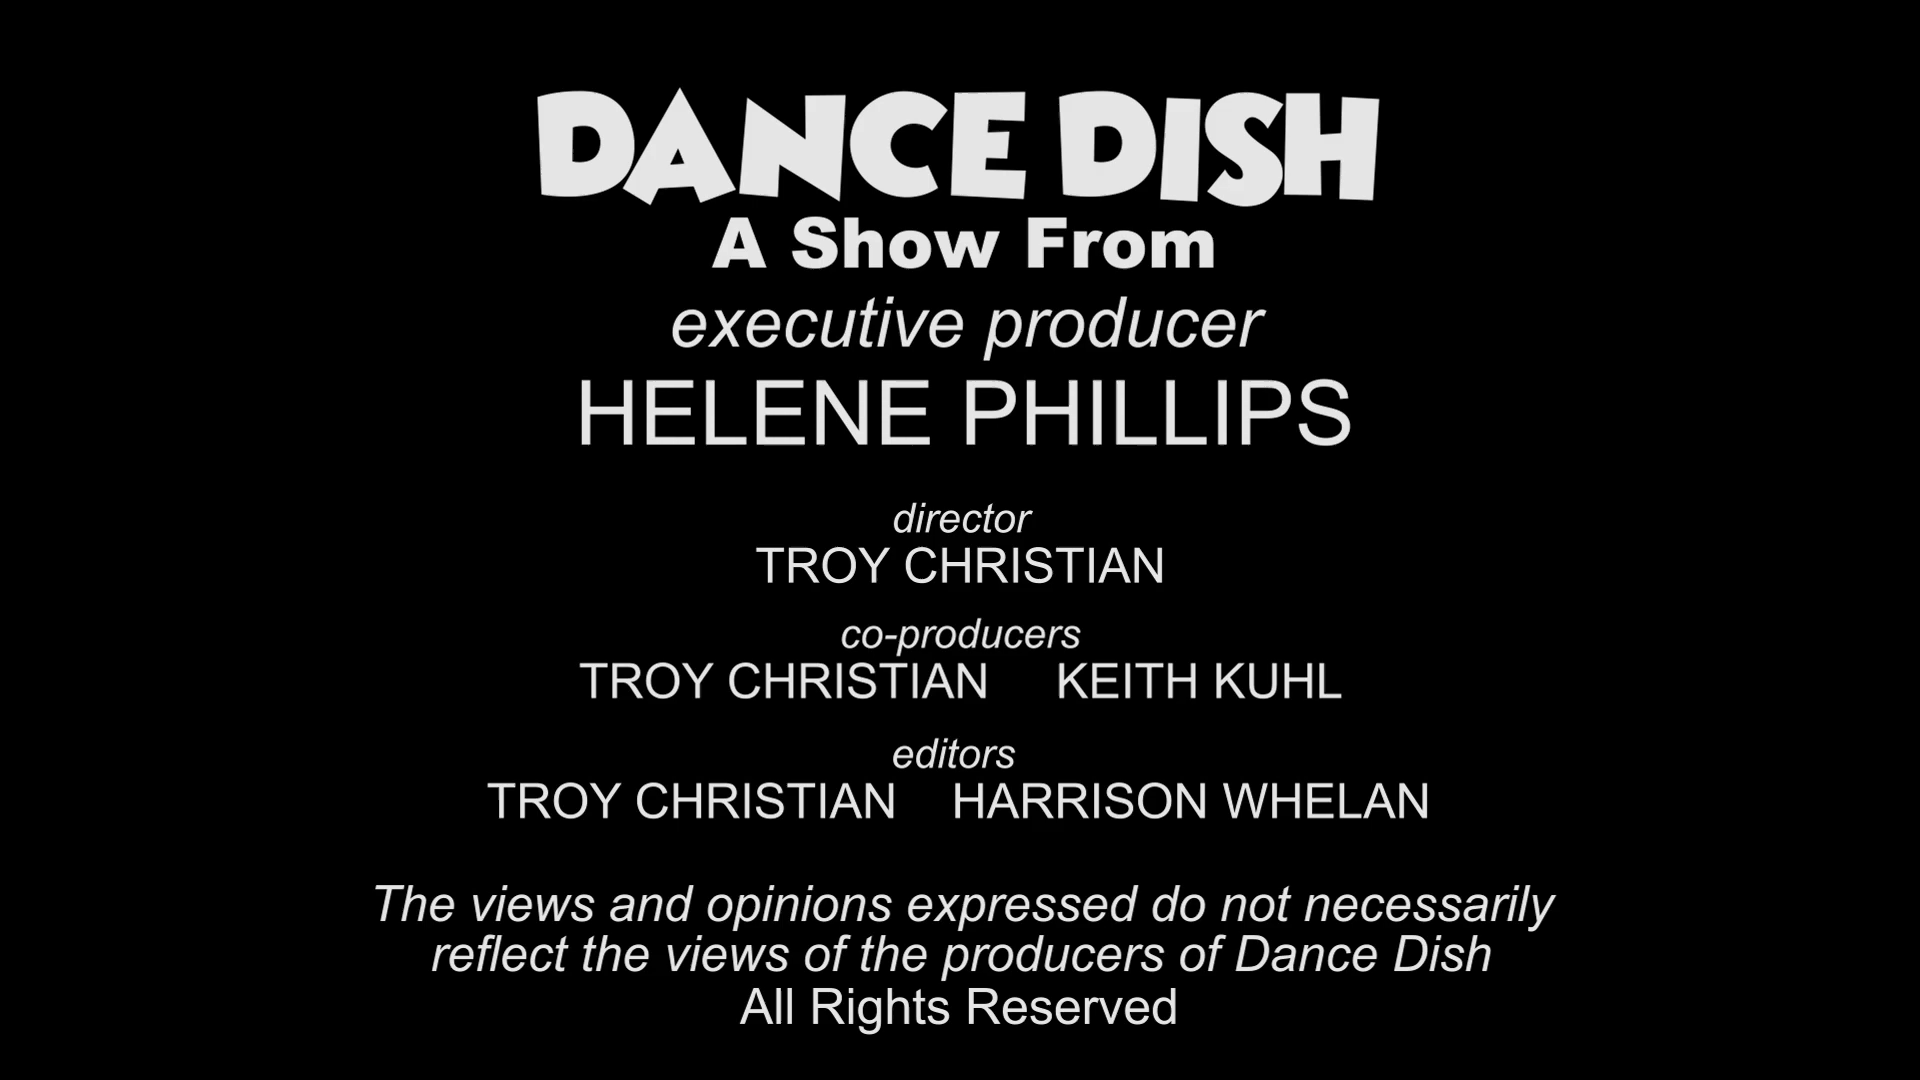 DANCE DISH
A Show From
executive producer
HELENE PHILLIPS
director
TROY CHRISTIAN
co-producers
TROY CHRISTIAN KEITH KUHL
editors
TROY CHRISTIAN HARRISON WHELAN
The views and opinions expressed do not necessarily
reflect the views of the producers of Dance Dish
All Rights Reserved